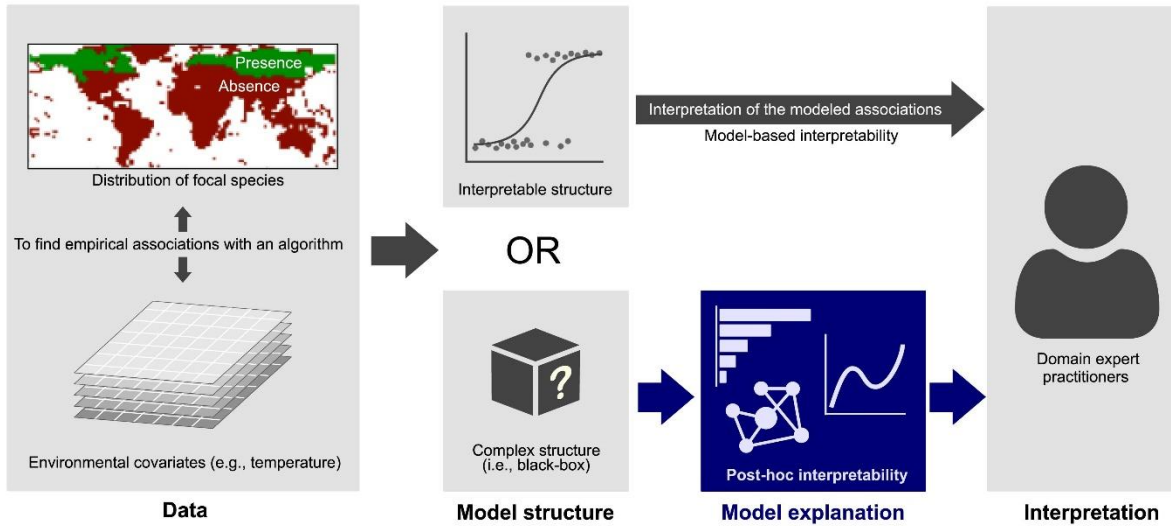 Presence
Absence
Distribution of focal species
To find empirical associations with an algorithm
Environmental covariates (e.g., temperature)
Data
Interpretable structure
OR
?
Complex structure
(i.e., black-box)
Model structure
Interpretation of the modeled associations
Model-based interpretability
Post-hoc interpretability
Model explanation
Domain expert
practitioners
Interpretation